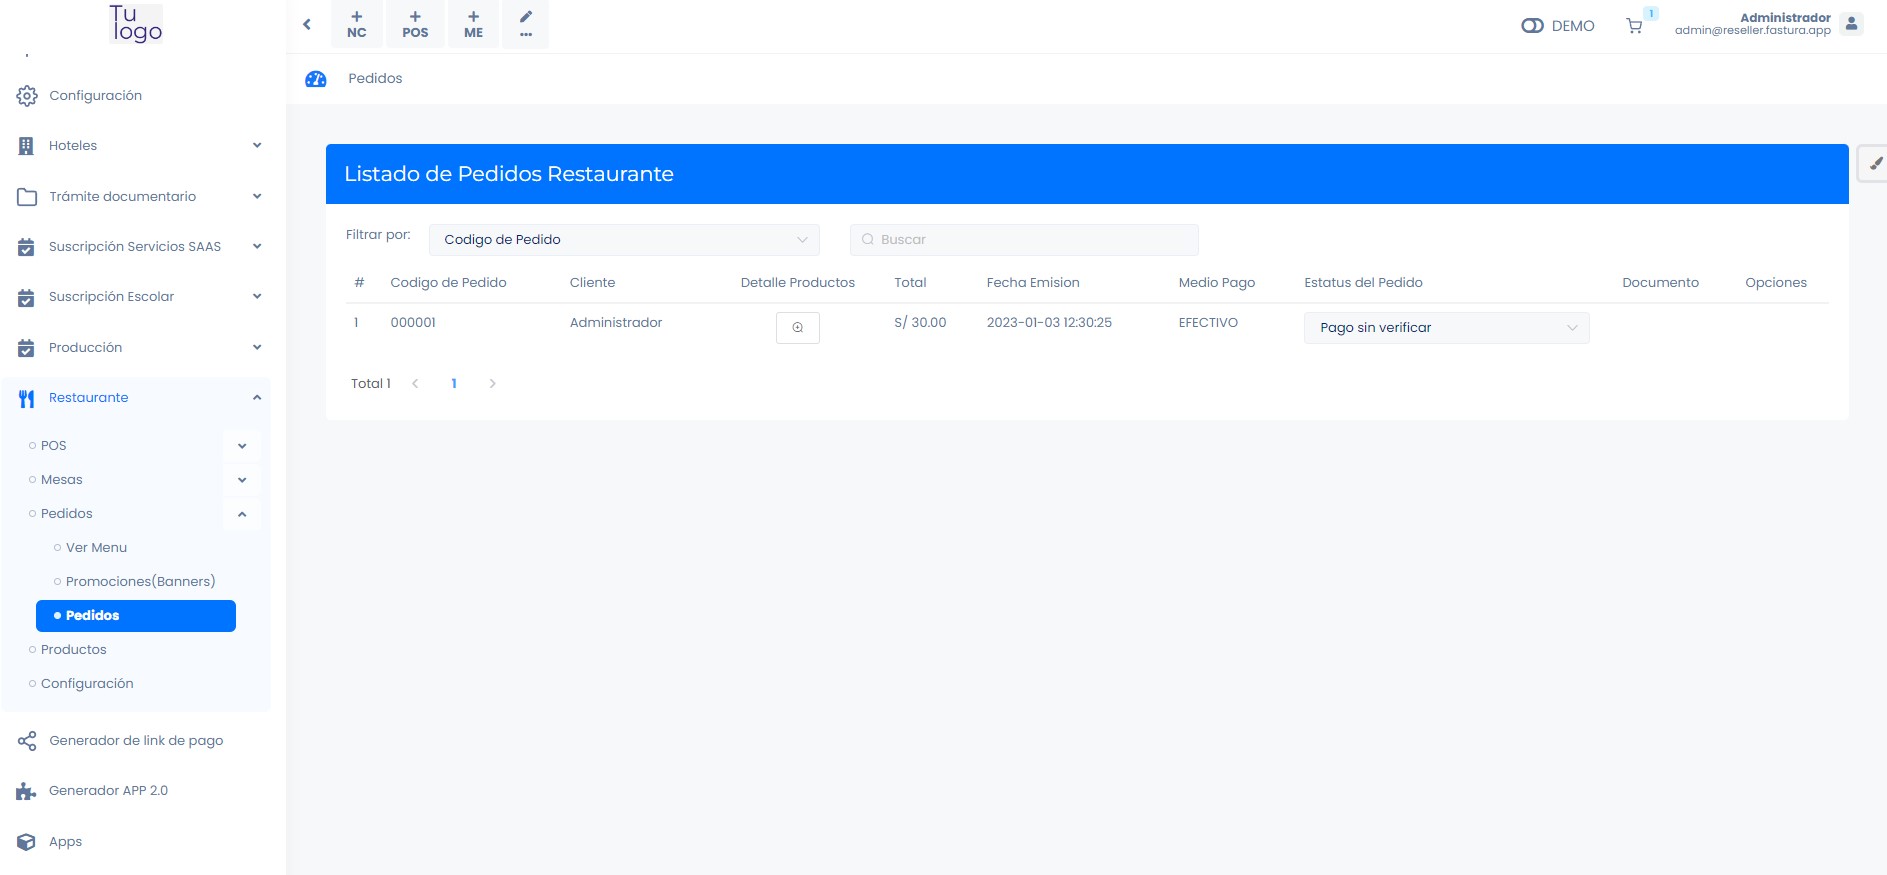 Tu
logo
NC
POS
ME
...
DEMO
1
Administrador
admin@reseller.fastura.app
Pedidos
Configuración
Hoteles
Trámite documentario
Suscripción Servicios SAAS
Suscripción Escolar
Producción
Restaurante
POS
Mesas
Pedidos
Ver Menu
Promociones(Banners)
Pedidos
Productos
Configuración
Generador de link de pago
Generador APP 2.0
Apps
Listado de Pedidos Restaurante
Filtrar por: Codigo de Pedido Buscar
# Codigo de Pedido Cliente Detalle Productos Total Fecha Emision Medio Pago Estatus del Pedido Documento Opciones
1 000001 Administrador S/ 30.00 2023-01-03 12:30:25 EFECTIVO Pago sin verificar
Total 1 1